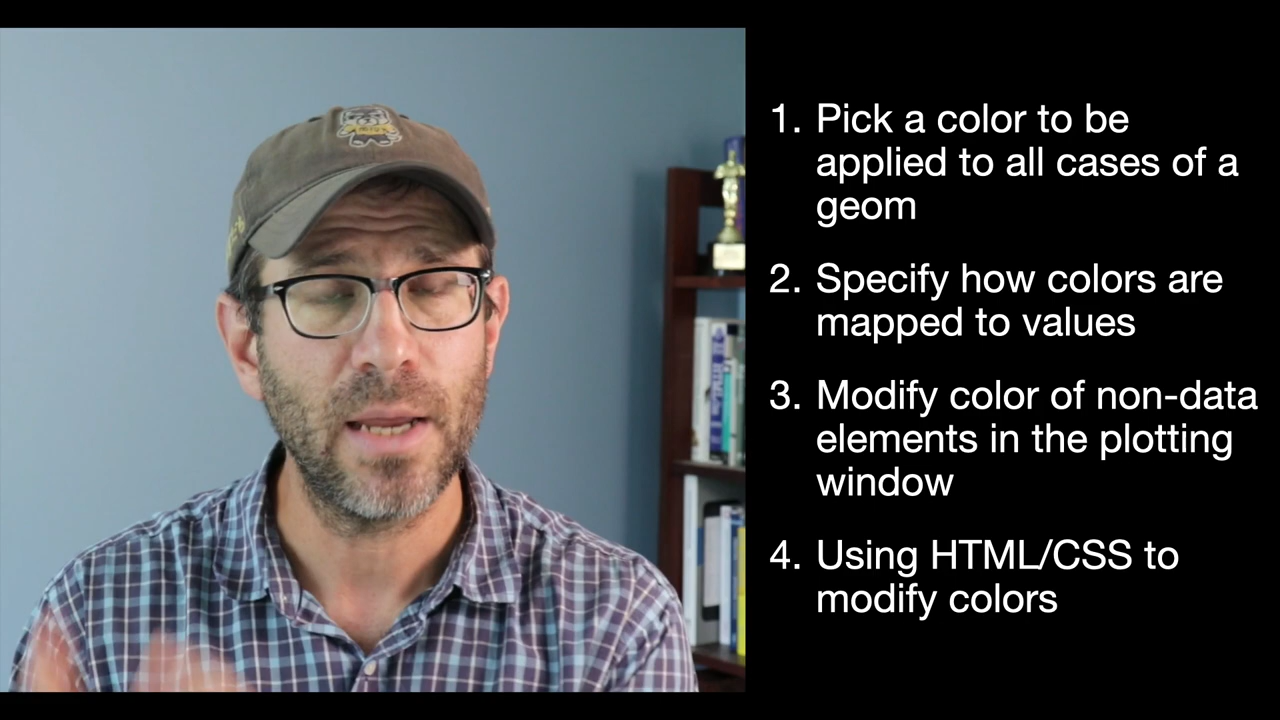 1. Pick a color to be
applied to all cases of a
geom
2. Specify how colors are
mapped to values
3. Modify color of non-data
elements in the plotting
window
4. Using HTML/CSS to
modify colors